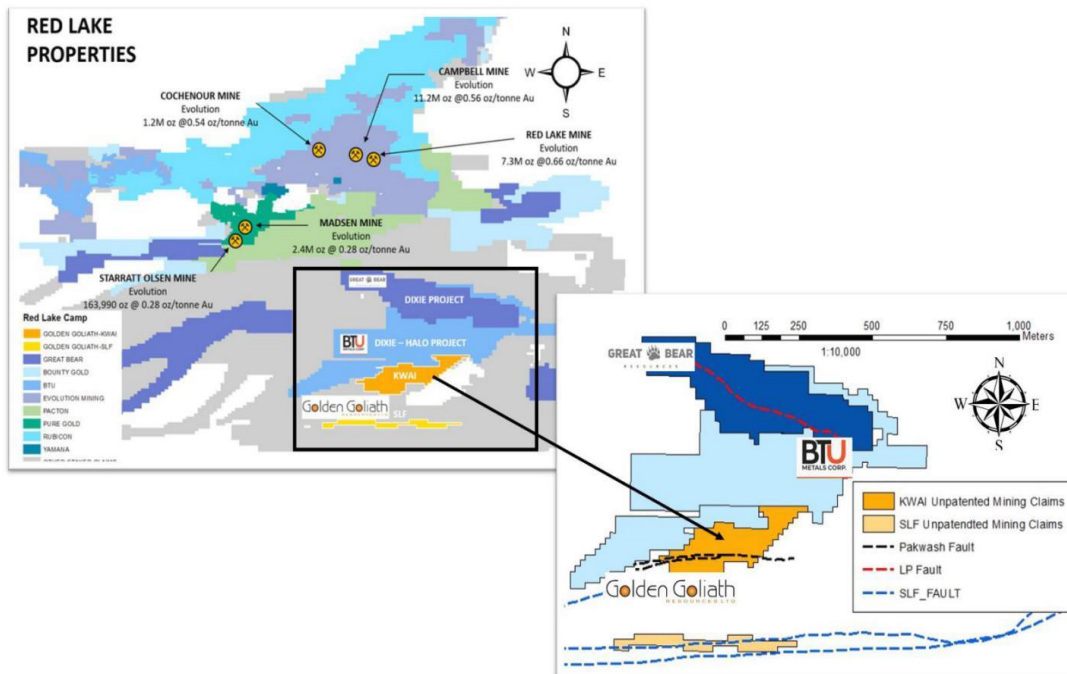 RED LAKE
PROPERTIES
N
W E
S
CAMPBELL MINE
Evolution
11.2M oz @0.56 oz/tonne Au
COCHENOUR MINE
Evolution
1.2M oz @0.54 oz/tonne Au
RED LAKE MINE
Evolution
7.3M oz @0.66 oz/tonne Au
MADSEN MINE
Evolution
2.4M oz @ 0.28 oz/tonne Au
STARRATT OLSEN MINE
Evolution
163,990 oz @ 0.28 oz/tonne Au
GREAT BEAR
DIXIE PROJECT
BTU
DIXIE – HALO PROJECT
KWAI
Golden Goliath
SLF
Red Lake Camp
GOLDEN GOLIATH-KWAI
GOLDEN GOLIATH-SLF
GREAT BEAR
BOUNTY GOLD
BTU
EVOLUTION MINING
PACTON
PURE GOLD
RUBICON
YAMANA
0 125 250 500 750 1,000
Meters
1:10,000
GREAT BEAR
RESOURCES
N
W E
S
BTU
METALS CORP.
KWAI Unpatented Mining Claims
SLF Unpatendted Mining Claims
Pakwash Fault
LP Fault
SLF_FAULT
Golden Goliath
RESOURCES LTD